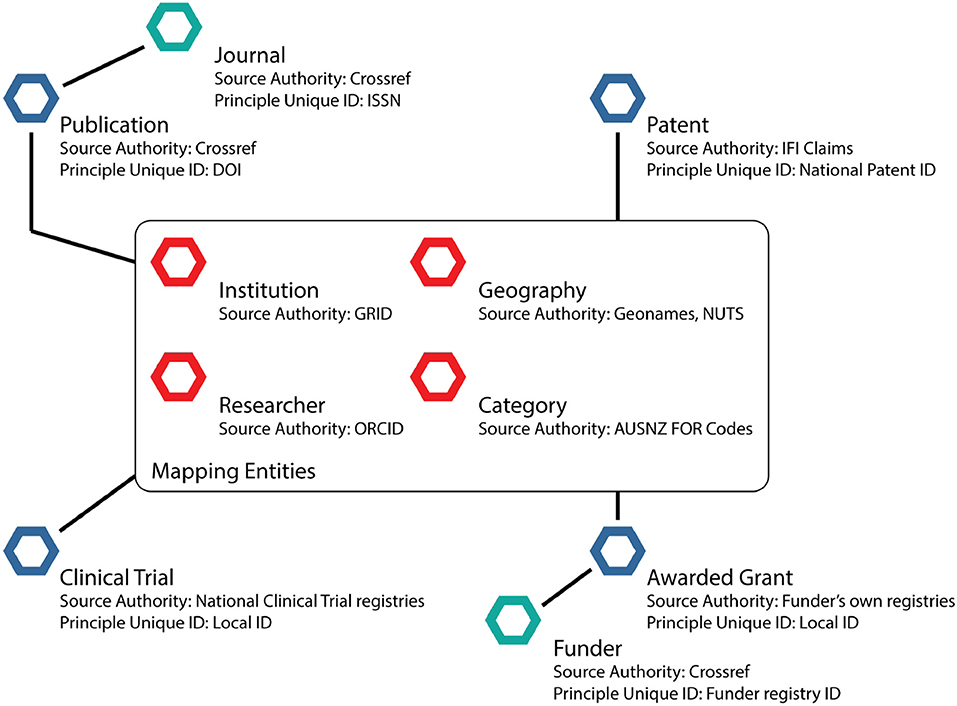 Journal
Source Authority: Crossref
Principle Unique ID: ISSN
Publication
Source Authority: Crossref
Principle Unique ID: DOI
Patent
Source Authority: IFI Claims
Principle Unique ID: National Patent ID
Institution
Source Authority: GRID
Geography
Source Authority: Geonames, NUTS
Researcher
Source Authority: ORCID
Category
Source Authority: AUSNZ FOR Codes
Mapping Entities
Clinical Trial
Source Authority: National Clinical Trial registries
Principle Unique ID: Local ID
Awarded Grant
Source Authority: Funder’s own registries
Principle Unique ID: Local ID
Funder
Source Authority: Crossref
Principle Unique ID: Funder registry ID